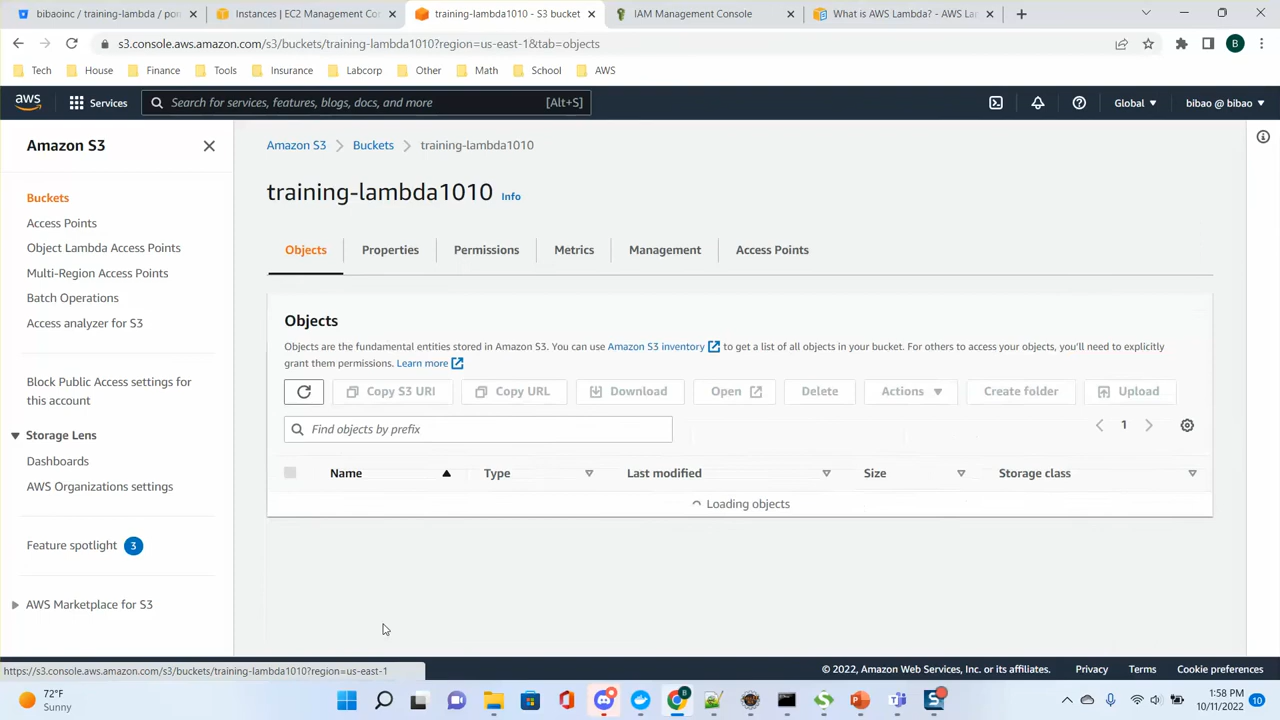 bibaoinc / training-lambda / por
Instances | EC2 Management Co
training-lambda1010 - S3 bucket
IAM Management Console
What is AWS Lambda? - AWS Lan
s3.console.aws.amazon.com/s3/buckets/training-lambda1010?region=us-east-1&tab=objects
B
Tech House Finance Tools Insurance Labcorp Other Math School AWS
aws Services Search for services, features, blogs, docs, and more [Alt+S] Global bibao @ bibao
Amazon S3
Buckets
Access Points
Object Lambda Access Points
Multi-Region Access Points
Batch Operations
Access analyzer for S3
Block Public Access settings for
this account
Storage Lens
Dashboards
AWS Organizations settings
Feature spotlight 3
AWS Marketplace for S3
Amazon S3 Buckets training-lambda1010
training-lambda1010 Info
Objects Properties Permissions Metrics Management Access Points
Objects
Objects are the fundamental entities stored in Amazon S3. You can use Amazon S3 inventory to get a list of all objects in your bucket. For others to access your objects, you'll need to explicitly
grant them permissions. Learn more
Copy S3 URI Copy URL Download Open Delete Actions Create folder Upload
Find objects by prefix 1
Name Type Last modified Size Storage class
Loading objects
https://s3.console.aws.amazon.com/s3/buckets/training-lambda1010?region=us-east-1
© 2022, Amazon Web Services, Inc. or its affiliates. Privacy Terms Cookie preferences
72°F
Sunny
1:58 PM
10/11/2022
10